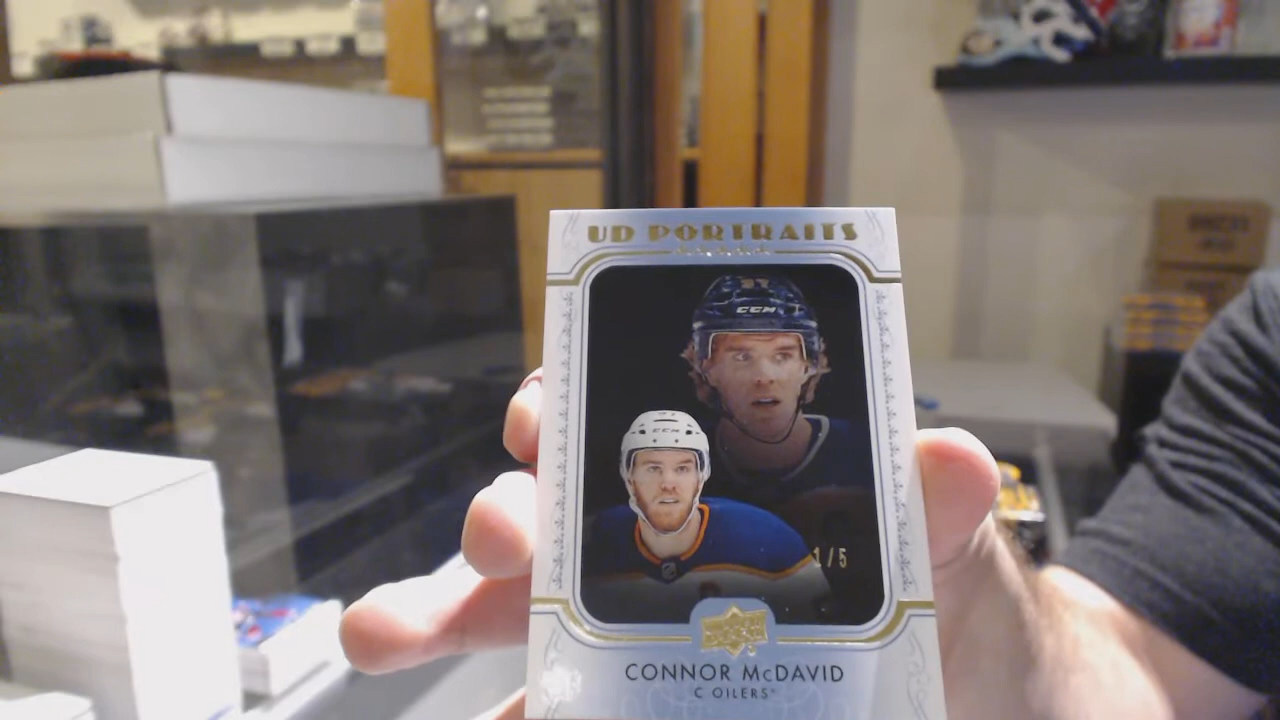 UD PORTRAITS
CCM
CCM
1/5
CONNOR McDAVID
C OILERS